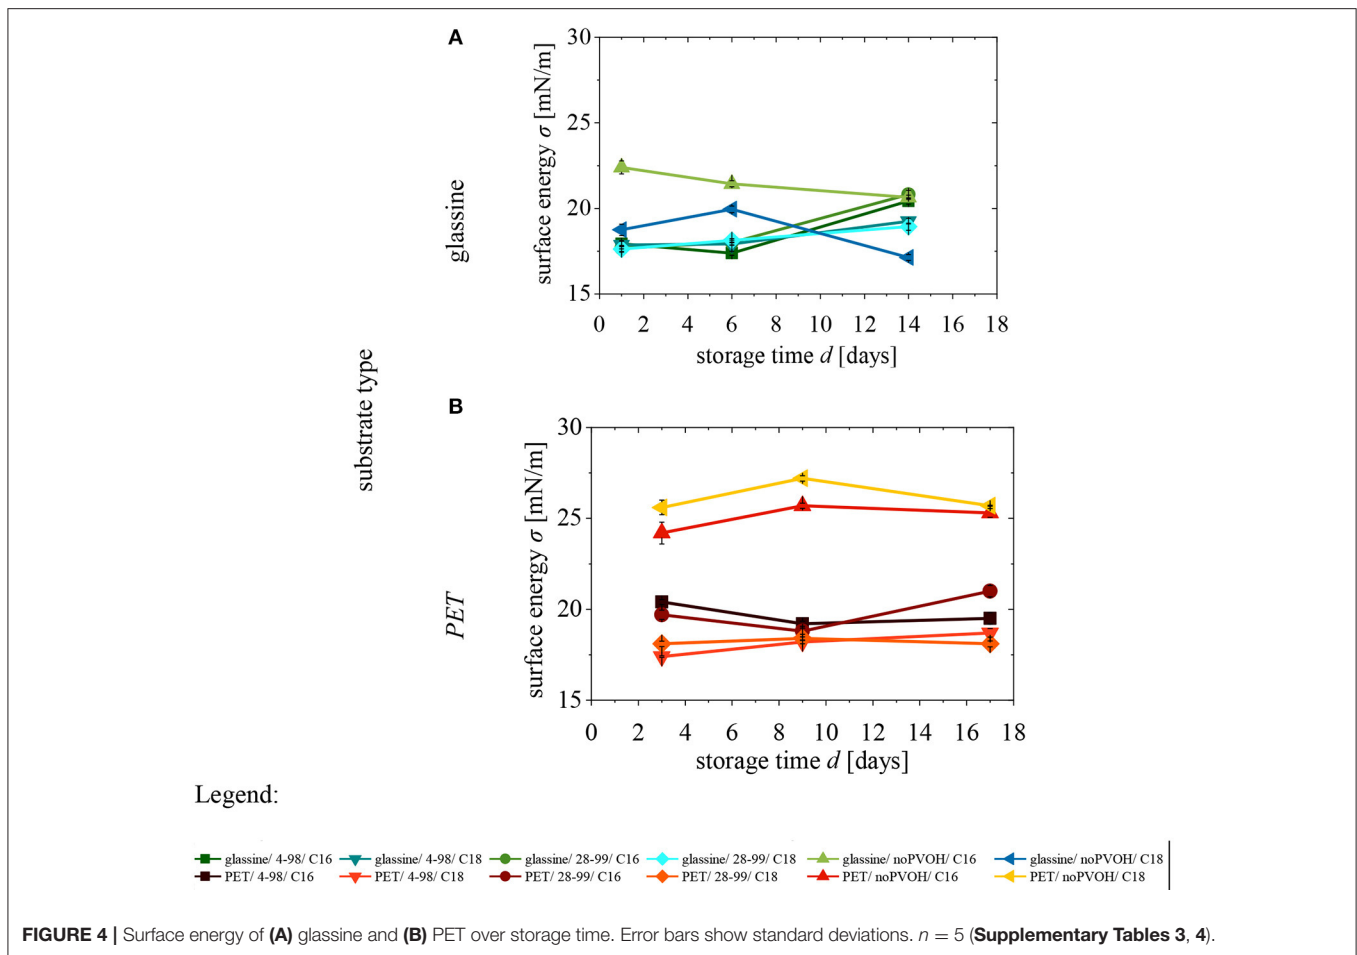 A
surface energy σ [mN/m]
30
25
20
15
0 2 4 6 8 10 12 14 16 18
storage time d [days]
glassine
substrate type
B
surface energy σ [mN/m]
30
25
20
15
0 2 4 6 8 10 12 14 16 18
storage time d [days]
PET
Legend:
glassine/ 4-98/ C16 glassine/ 4-98/ C18 glassine/ 28-99/ C16 glassine/ 28-99/ C18 glassine/ noPVOH/ C16 glassine/ noPVOH/ C18
PET/ 4-98/ C16 PET/ 4-98/ C18 PET/ 28-99/ C16 PET/ 28-99/ C18 PET/ noPVOH/ C16 PET/ noPVOH/ C18
FIGURE 4 | Surface energy of (A) glassine and (B) PET over storage time. Error bars show standard deviations. n = 5 (Supplementary Tables 3, 4).